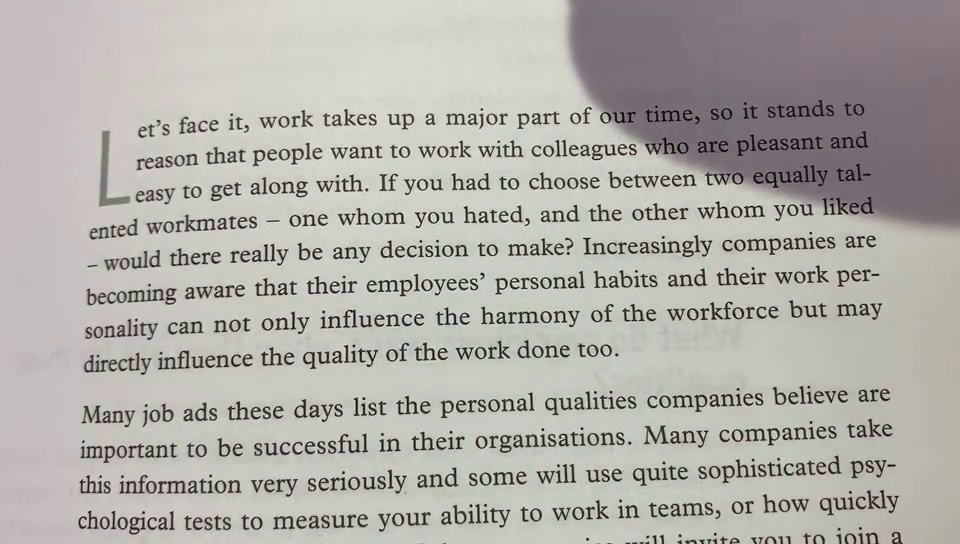 Let's face it, work takes up a major part of our time, so it stands to
reason that people want to work with colleagues who are pleasant and
easy to get along with. If you had to choose between two equally tal-
ented workmates – one whom you hated, and the other whom you liked
– would there really be any decision to make? Increasingly companies are
becoming aware that their employees' personal habits and their work per-
sonality can not only influence the harmony of the workforce but may
directly influence the quality of the work done too.
Many job ads these days list the personal qualities companies believe are
important to be successful in their organisations. Many companies take
this information very seriously and some will use quite sophisticated psy-
chological tests to measure your ability to work in teams, or how quickly
will invite you to join a